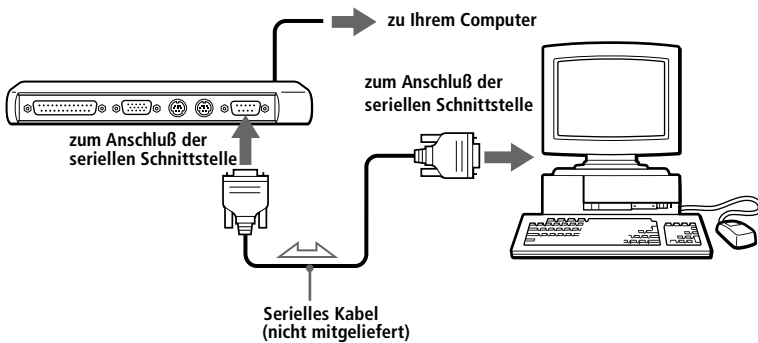 zu Ihrem Computer
zum Anschluß der
seriellen Schnittstelle
zum Anschluß der
seriellen Schnittstelle
Serielles Kabel
(nicht mitgeliefert)